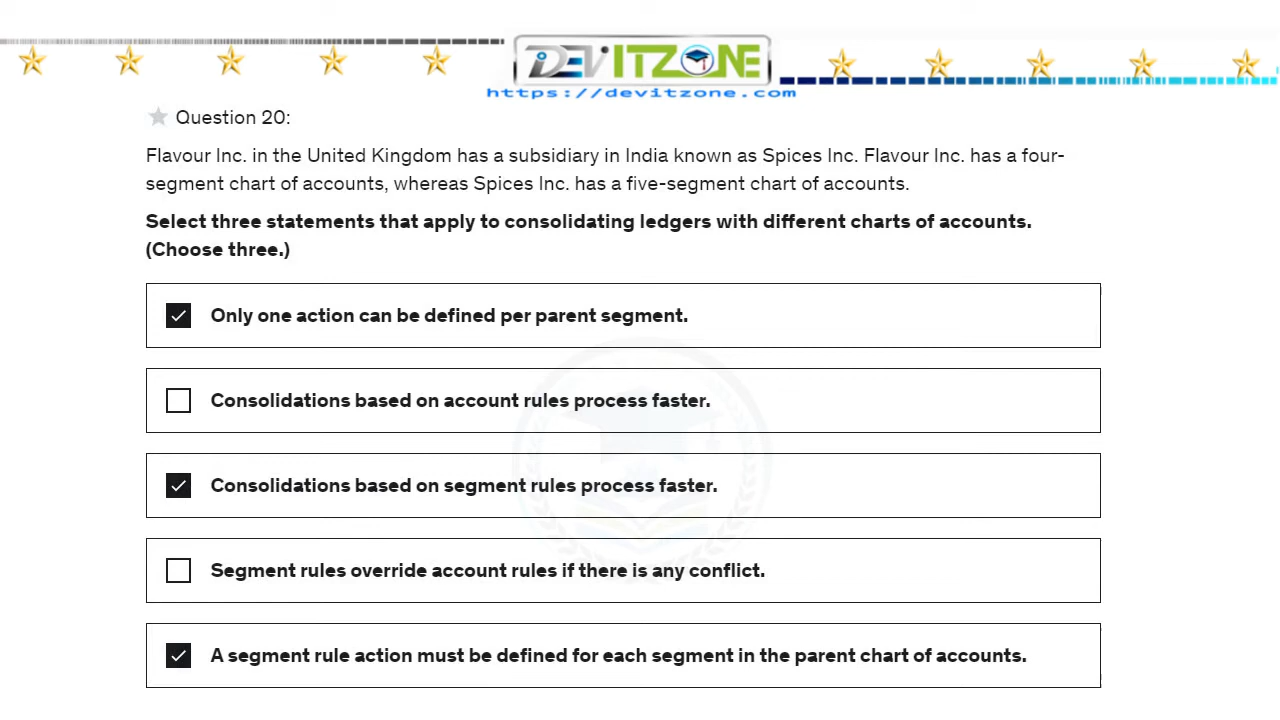 DEV ITZONE
https://devitzone.com
Question 20:
Flavour Inc. in the United Kingdom has a subsidiary in India known as Spices Inc. Flavour Inc. has a four-
segment chart of accounts, whereas Spices Inc. has a five-segment chart of accounts.
Select three statements that apply to consolidating ledgers with different charts of accounts.
(Choose three.)
Only one action can be defined per parent segment.
Consolidations based on account rules process faster.
Consolidations based on segment rules process faster.
Segment rules override account rules if there is any conflict.
A segment rule action must be defined for each segment in the parent chart of accounts.